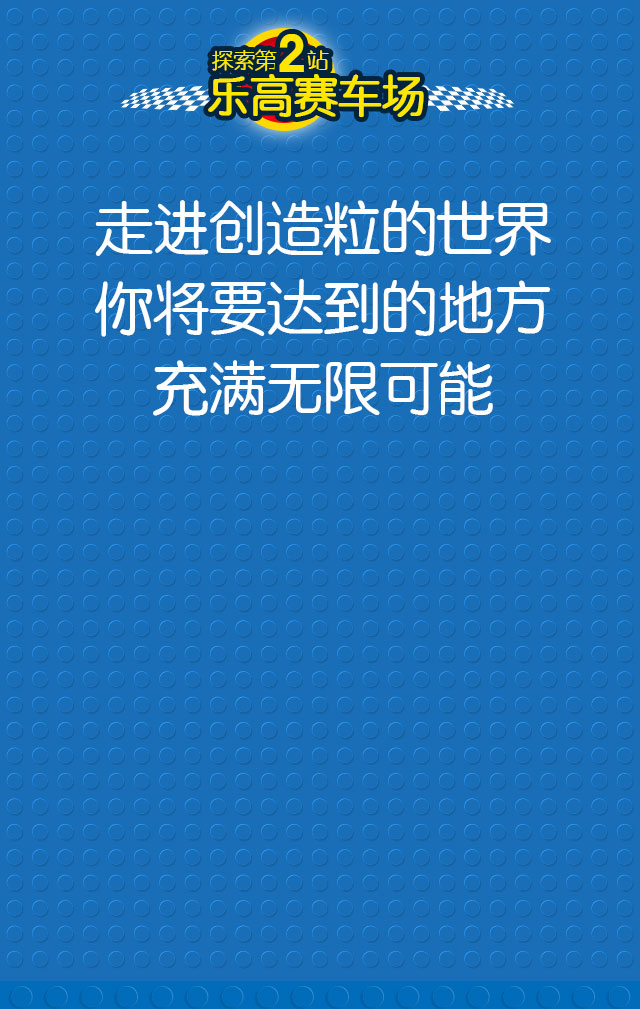 探索第2站
乐高赛车场
走进创造粒的世界
你将要达到的地方
充满无限可能